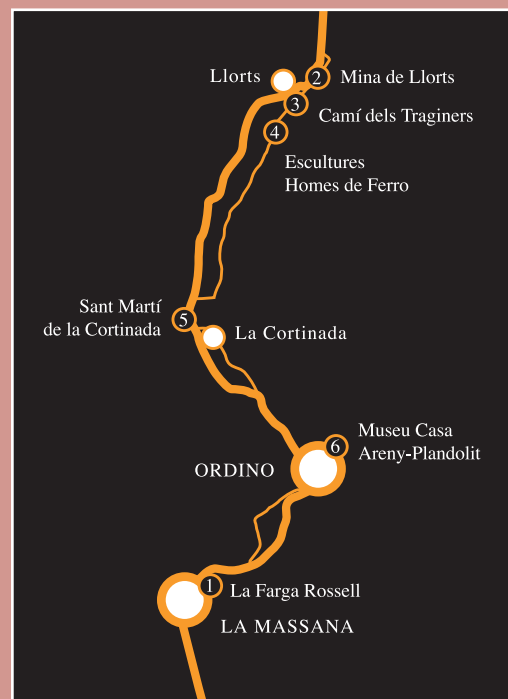 Llorts
2
Mina de Llorts
3
Camí dels Traginers
4
Escultures
Homes de Ferro
Sant Martí
de la Cortinada
5
La Cortinada
Museu Casa
Areny-Plandolit
6
ORDINO
1
La Farga Rossell
LA MASSANA